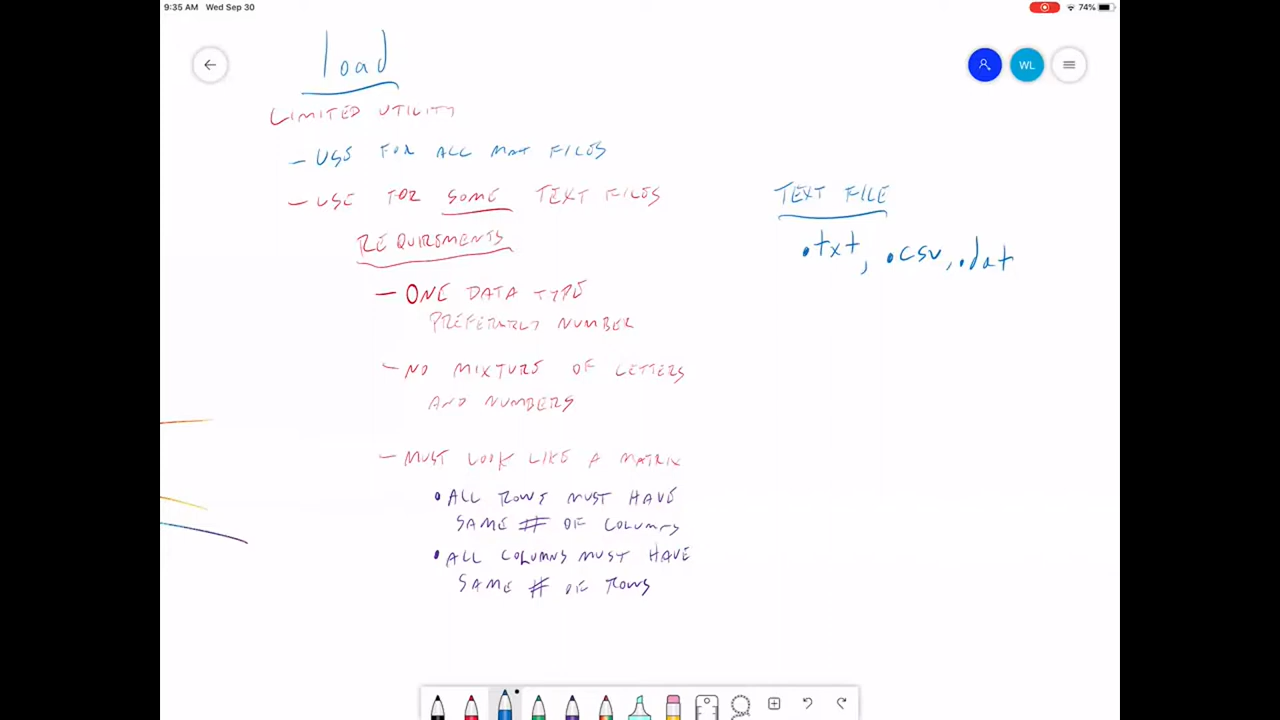 9:35 AM Wed Sep 30
74%
load
WL
LIMITED UTILITY
- USE FOR ALL MAT FILES
- USE FOR SOME TEXT FILES
REQUIREMENTS
- ONE DATA TYPE
PREFERABLY NUMBER
- NO MIXTURE OF LETTERS
AND NUMBERS
- MUST LOOK LIKE A MATRIX
• ALL ROWS MUST HAVE
SAME # OF COLUMNS
• ALL COLUMNS MUST HAVE
SAME # OF ROWS
TEXT FILE
.txt, .csv, .dat